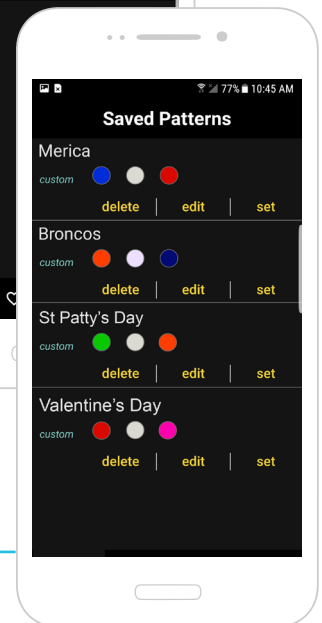 77% 10:45 AM
Saved Patterns
Merica
custom
delete | edit | set
Broncos
custom
delete | edit | set
St Patty's Day
custom
delete | edit | set
Valentine's Day
custom
delete | edit | set